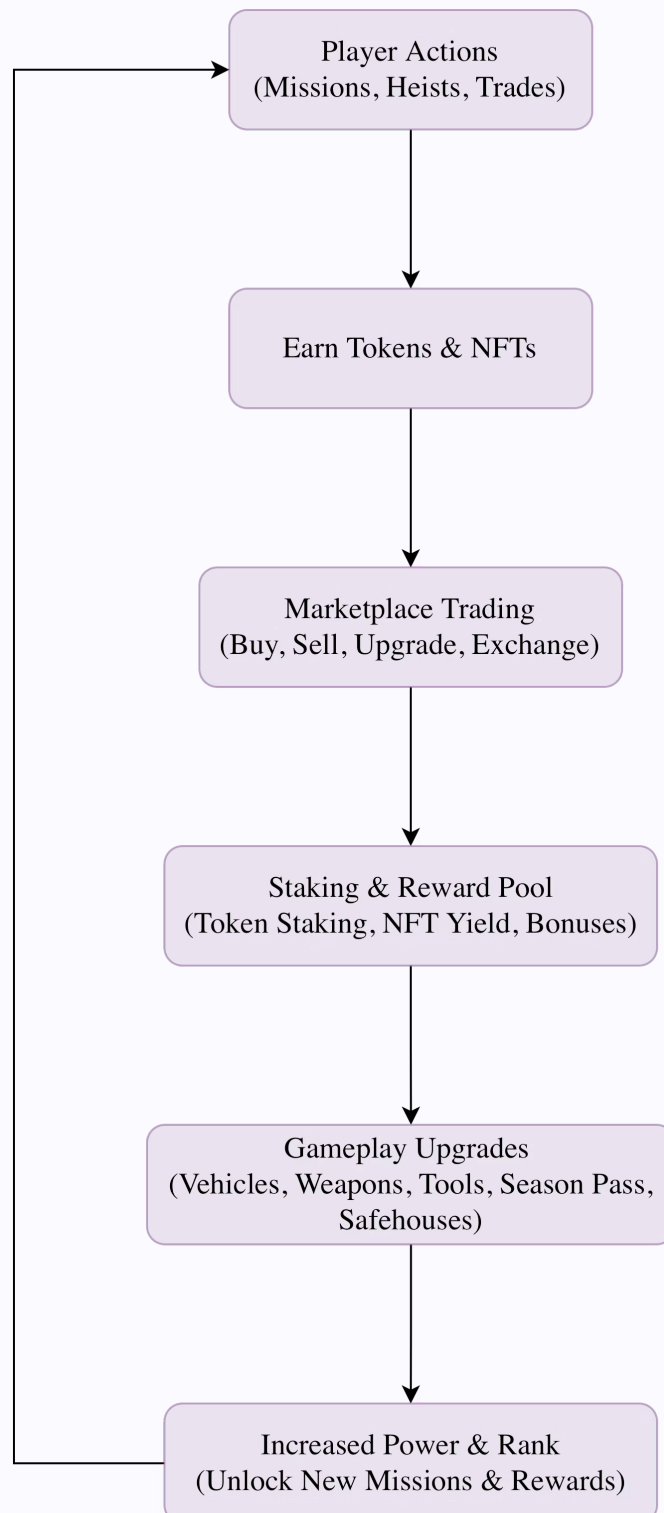 Player Actions
(Missions, Heists, Trades)
Earn Tokens & NFTs
Marketplace Trading
(Buy, Sell, Upgrade, Exchange)
Staking & Reward Pool
(Token Staking, NFT Yield, Bonuses)
Gameplay Upgrades
(Vehicles, Weapons, Tools, Season Pass,
Safehouses)
Increased Power & Rank
(Unlock New Missions & Rewards)